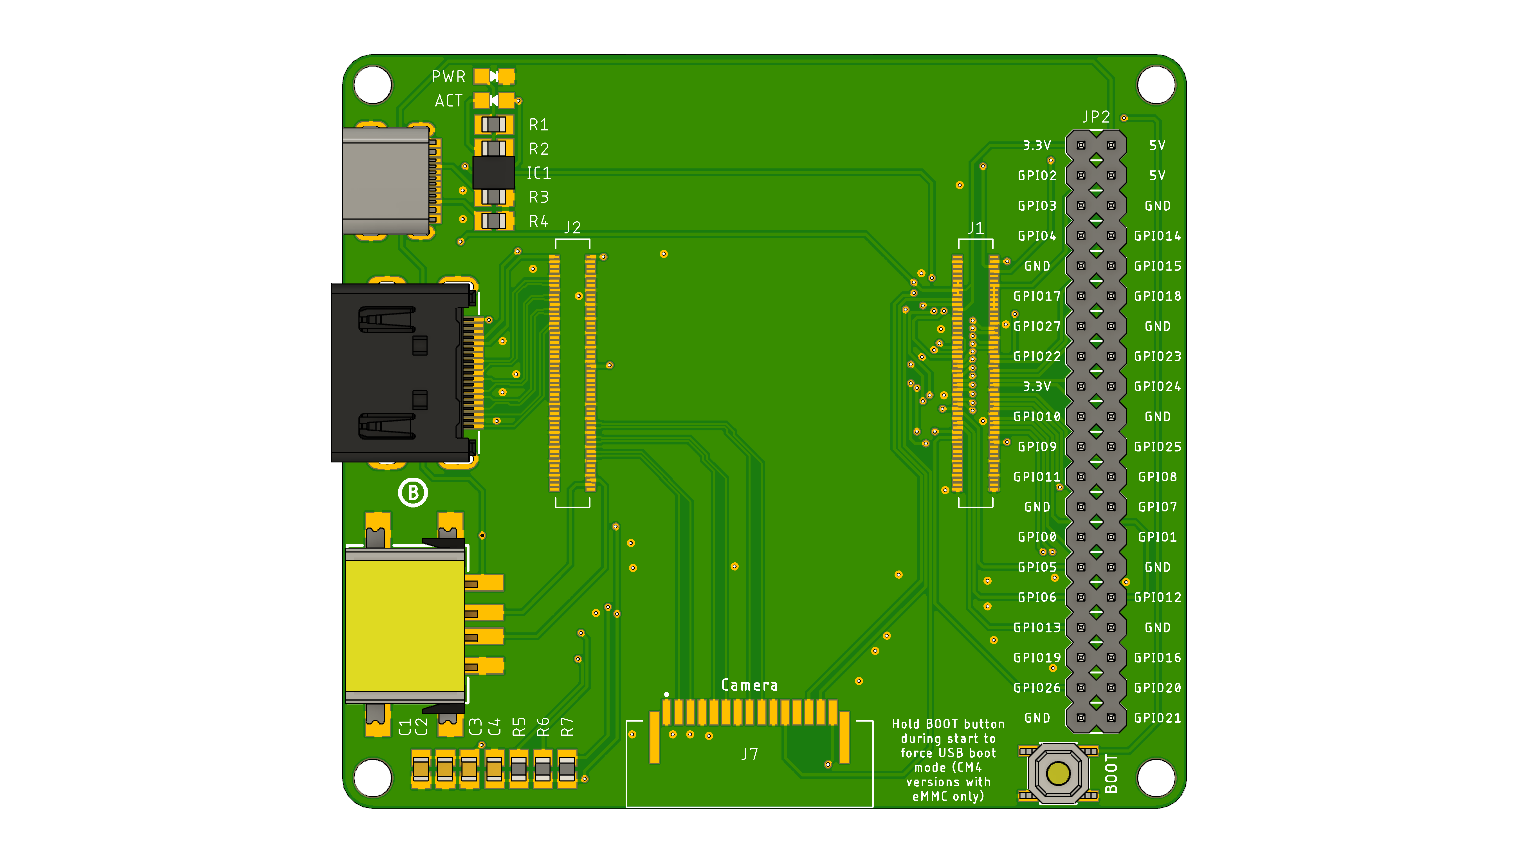 PWR
ACT
R1
R2
IC1
R3
R4
J2
J1
JP2
3.3V 5V
GPIO2 5V
GPIO3 GND
GPIO4 GPIO14
GND GPIO15
GPIO17 GPIO18
GPIO27 GND
GPIO22 GPIO23
3.3V GPIO24
GPIO10 GND
GPIO9 GPIO25
GPIO11 GPIO8
GND GPIO7
GPIO0 GPIO1
GPIO5 GND
GPIO6 GPIO12
GPIO13 GND
GPIO19 GPIO16
GPIO26 GPIO20
GND GPIO21
B
C1
C2
C3
C4
R5
R6
R7
Camera
J7
Hold BOOT button
during start to
force USB boot
mode (CM4
versions with
eMMC only)
BOOT